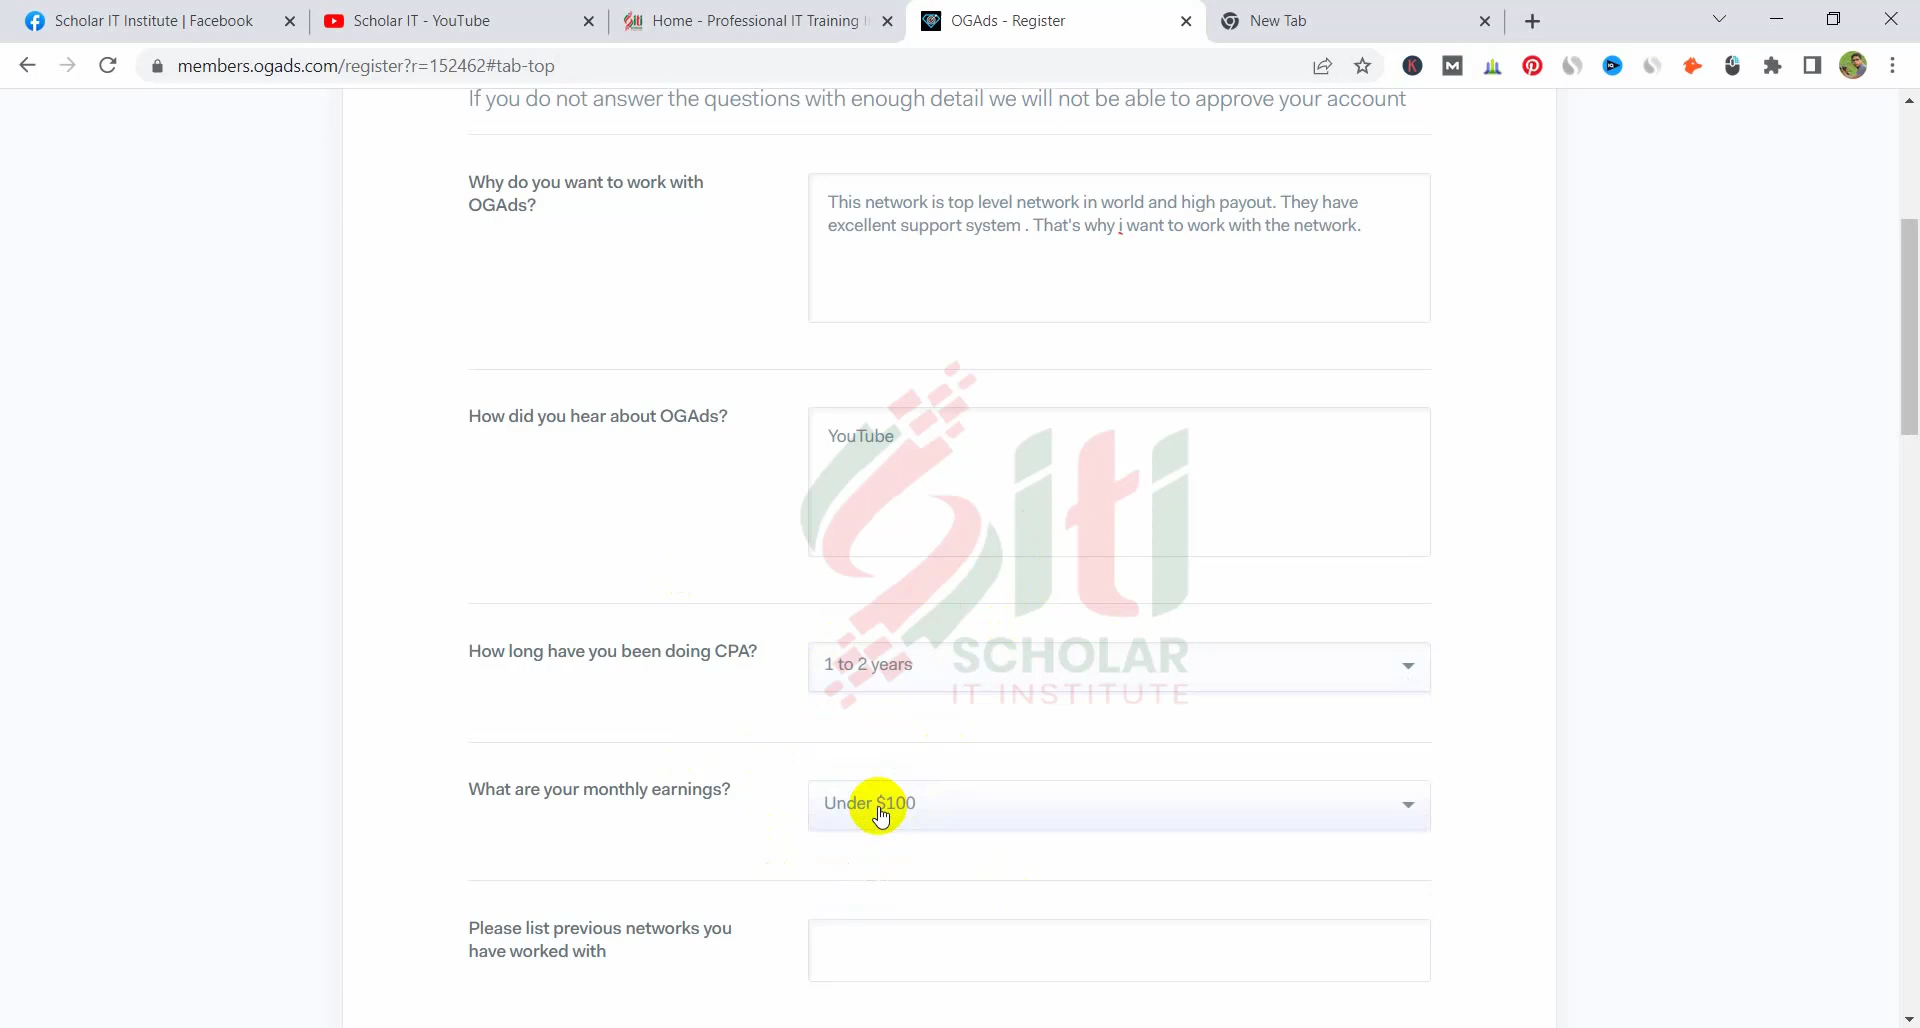 Scholar IT Institute | Facebook
Scholar IT - YouTube
Home - Professional IT Training I
OGAds - Register
New Tab
members.ogads.com/register?r=152462#tab-top
If you do not answer the questions with enough detail we will not be able to approve your account
Why do you want to work with
OGAds?
This network is top level network in world and high payout. They have
excellent support system . That's why i want to work with the network.
How did you hear about OGAds?
YouTube
How long have you been doing CPA?
1 to 2 years
What are your monthly earnings?
Under $100
Please list previous networks you
have worked with
Siti
SCHOLAR
IT INSTITUTE